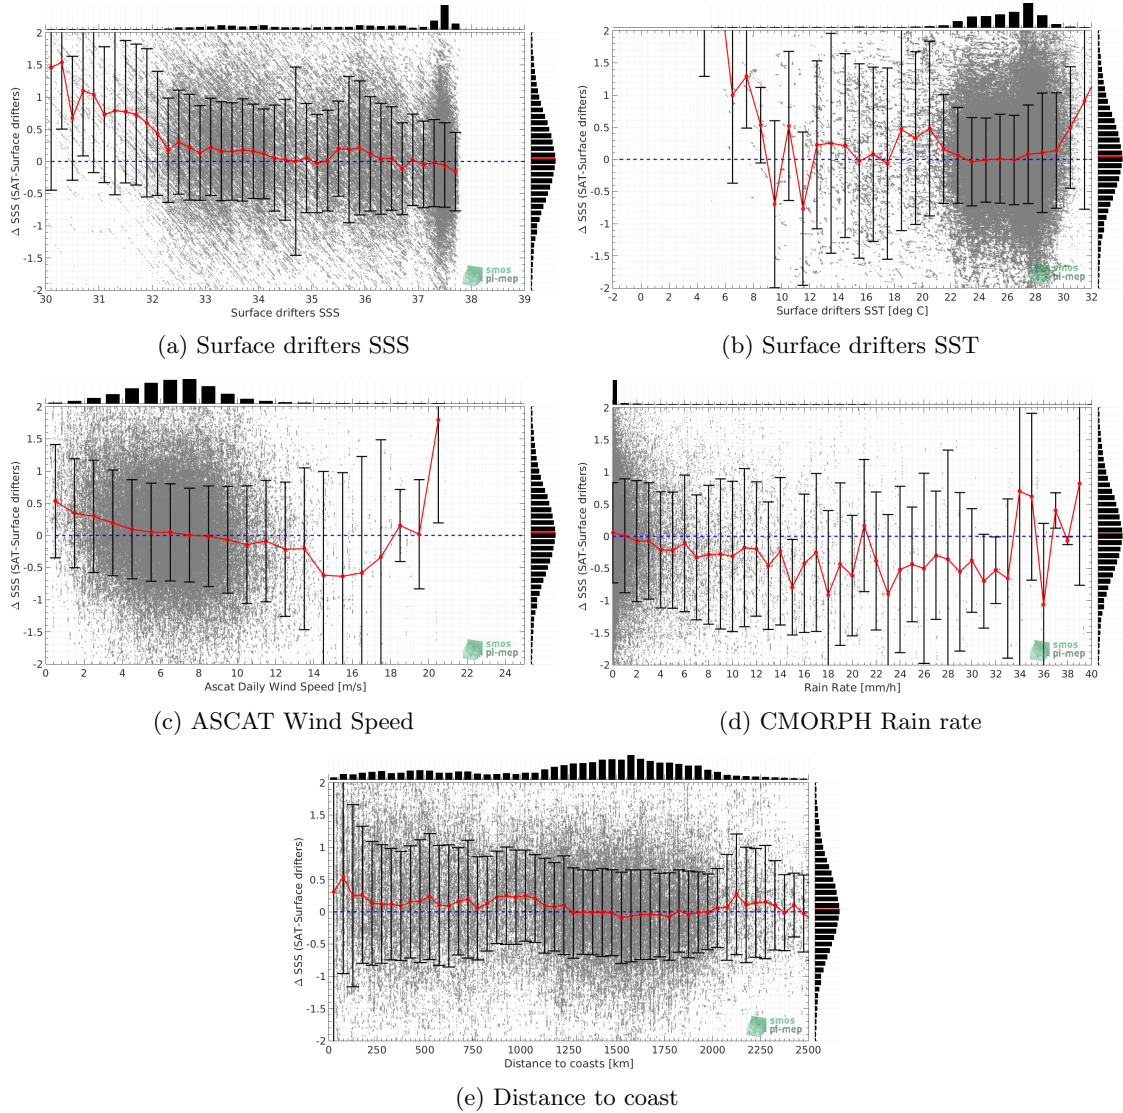 Δ SSS (SAT-Surface drifters)
2
1.5
1
0.5
0
-0.5
-1
-1.5
-2
30 31 32 33 34 35 36 37 38 39
Surface drifters SSS
smos
pi-mep
(a) Surface drifters SSS
Δ SSS (SAT-Surface drifters)
2
1.5
1
0.5
0
-0.5
-1
-1.5
-2
-2 0 2 4 6 8 10 12 14 16 18 20 22 24 26 28 30 32
Surface drifters SST [deg C]
smos
pi-mep
(b) Surface drifters SST
Δ SSS (SAT-Surface drifters)
2
1.5
1
0.5
0
-0.5
-1
-1.5
-2
0 2 4 6 8 10 12 14 16 18 20 22 24
Ascat Daily Wind Speed [m/s]
smos
pi-mep
(c) ASCAT Wind Speed
Δ SSS (SAT-Surface drifters)
2
1.5
1
0.5
0
-0.5
-1
-1.5
-2
0 2 4 6 8 10 12 14 16 18 20 22 24 26 28 30 32 34 36 38 40
Rain Rate [mm/h]
smos
pi-mep
(d) CMORPH Rain rate
Δ SSS (SAT-Surface drifters)
2
1.5
1
0.5
0
-0.5
-1
-1.5
-2
0 250 500 750 1000 1250 1500 1750 2000 2250 2500
Distance to coasts [km]
smos
pi-mep
(e) Distance to coast